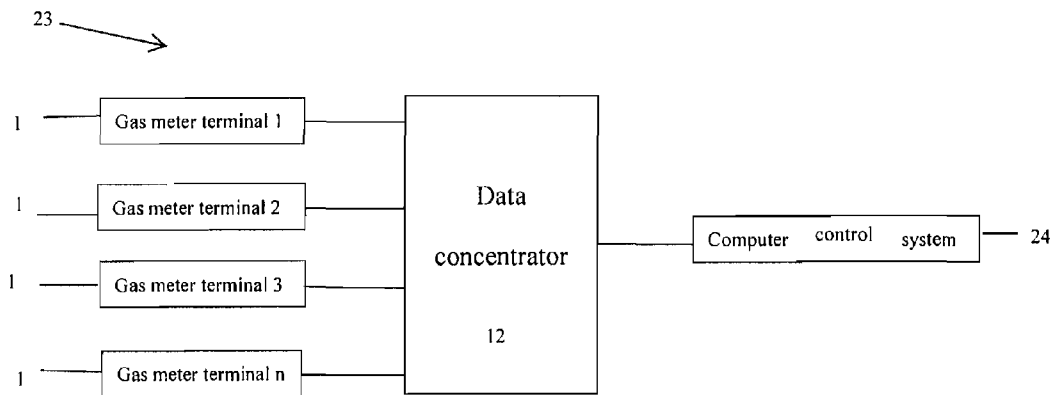 23
1 Gas meter terminal 1
1 Gas meter terminal 2
1 Gas meter terminal 3
1 Gas meter terminal n
Data
concentrator
12
Computer control system 24